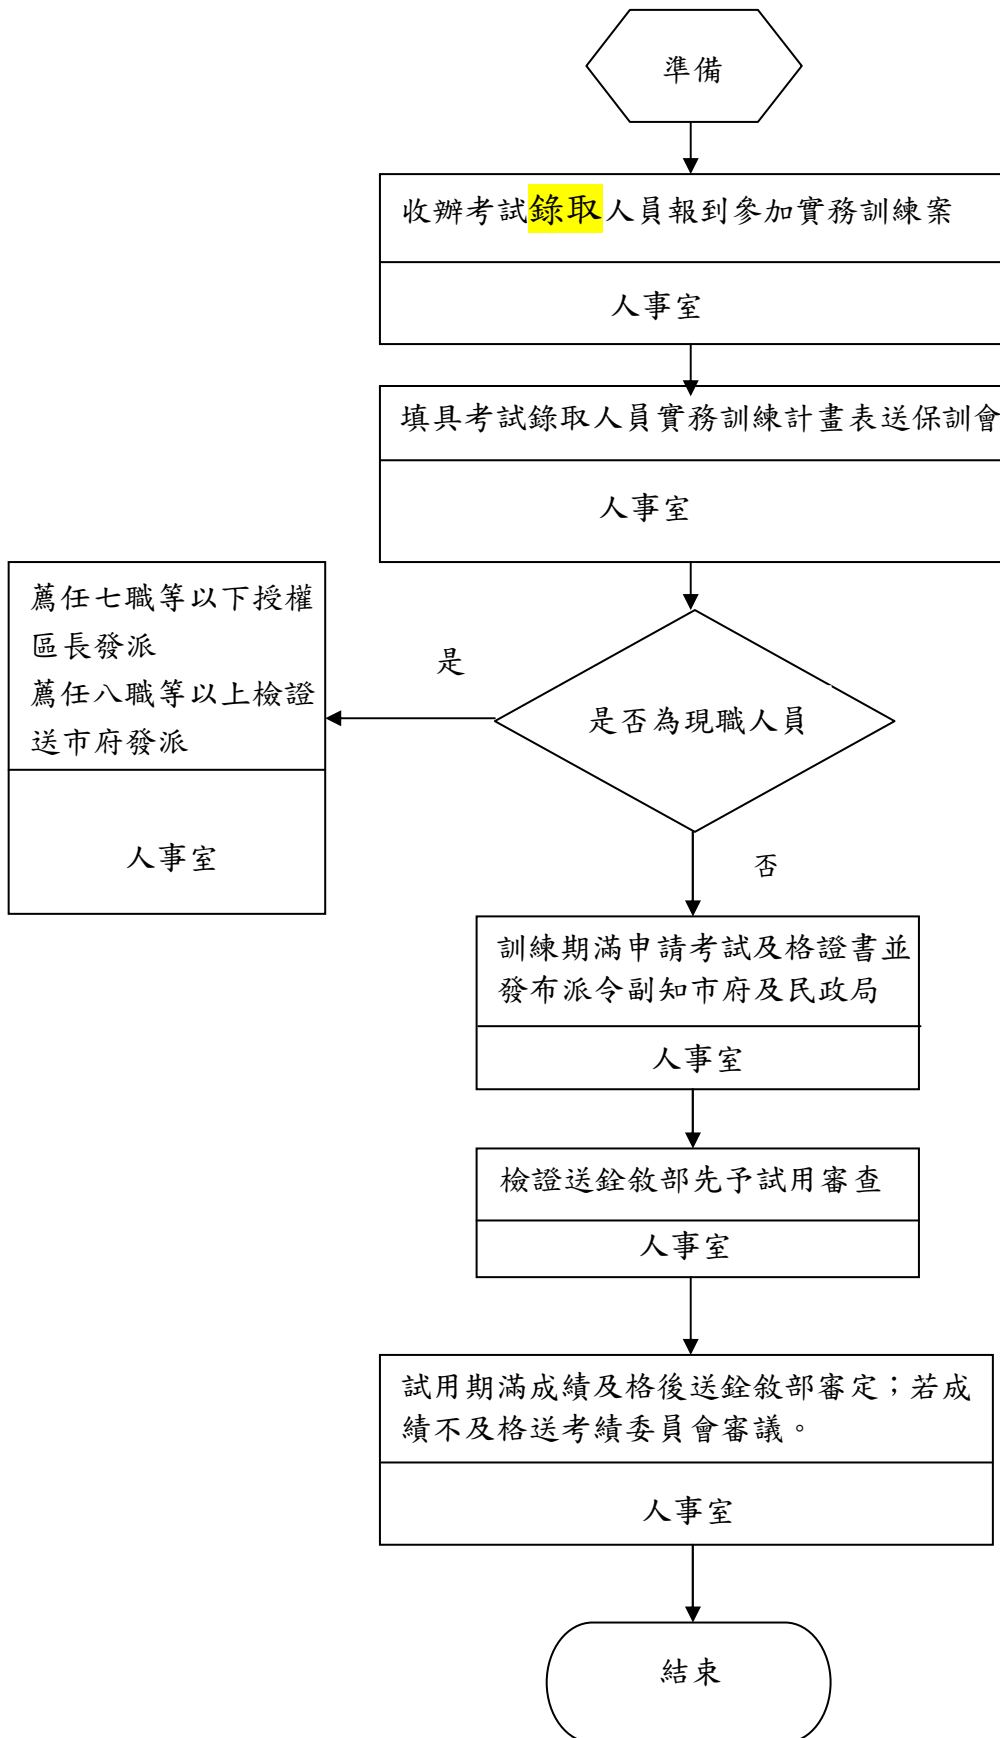 準備
收辦考試錄取人員報到參加實務訓練案
人事室
填具考試錄取人員實務訓練計畫表送保訓會
人事室
薦任七職等以下授權
區長發派
薦任八職等以上檢證
送市府發派
人事室
是
是否為現職人員
否
訓練期滿申請考試及格證書並
發布派令副知市府及民政局
人事室
檢證送銓敘部先予試用審查
人事室
試用期滿成績及格後送銓敘部審定；若成
績不及格送考績委員會審議。
人事室
結束